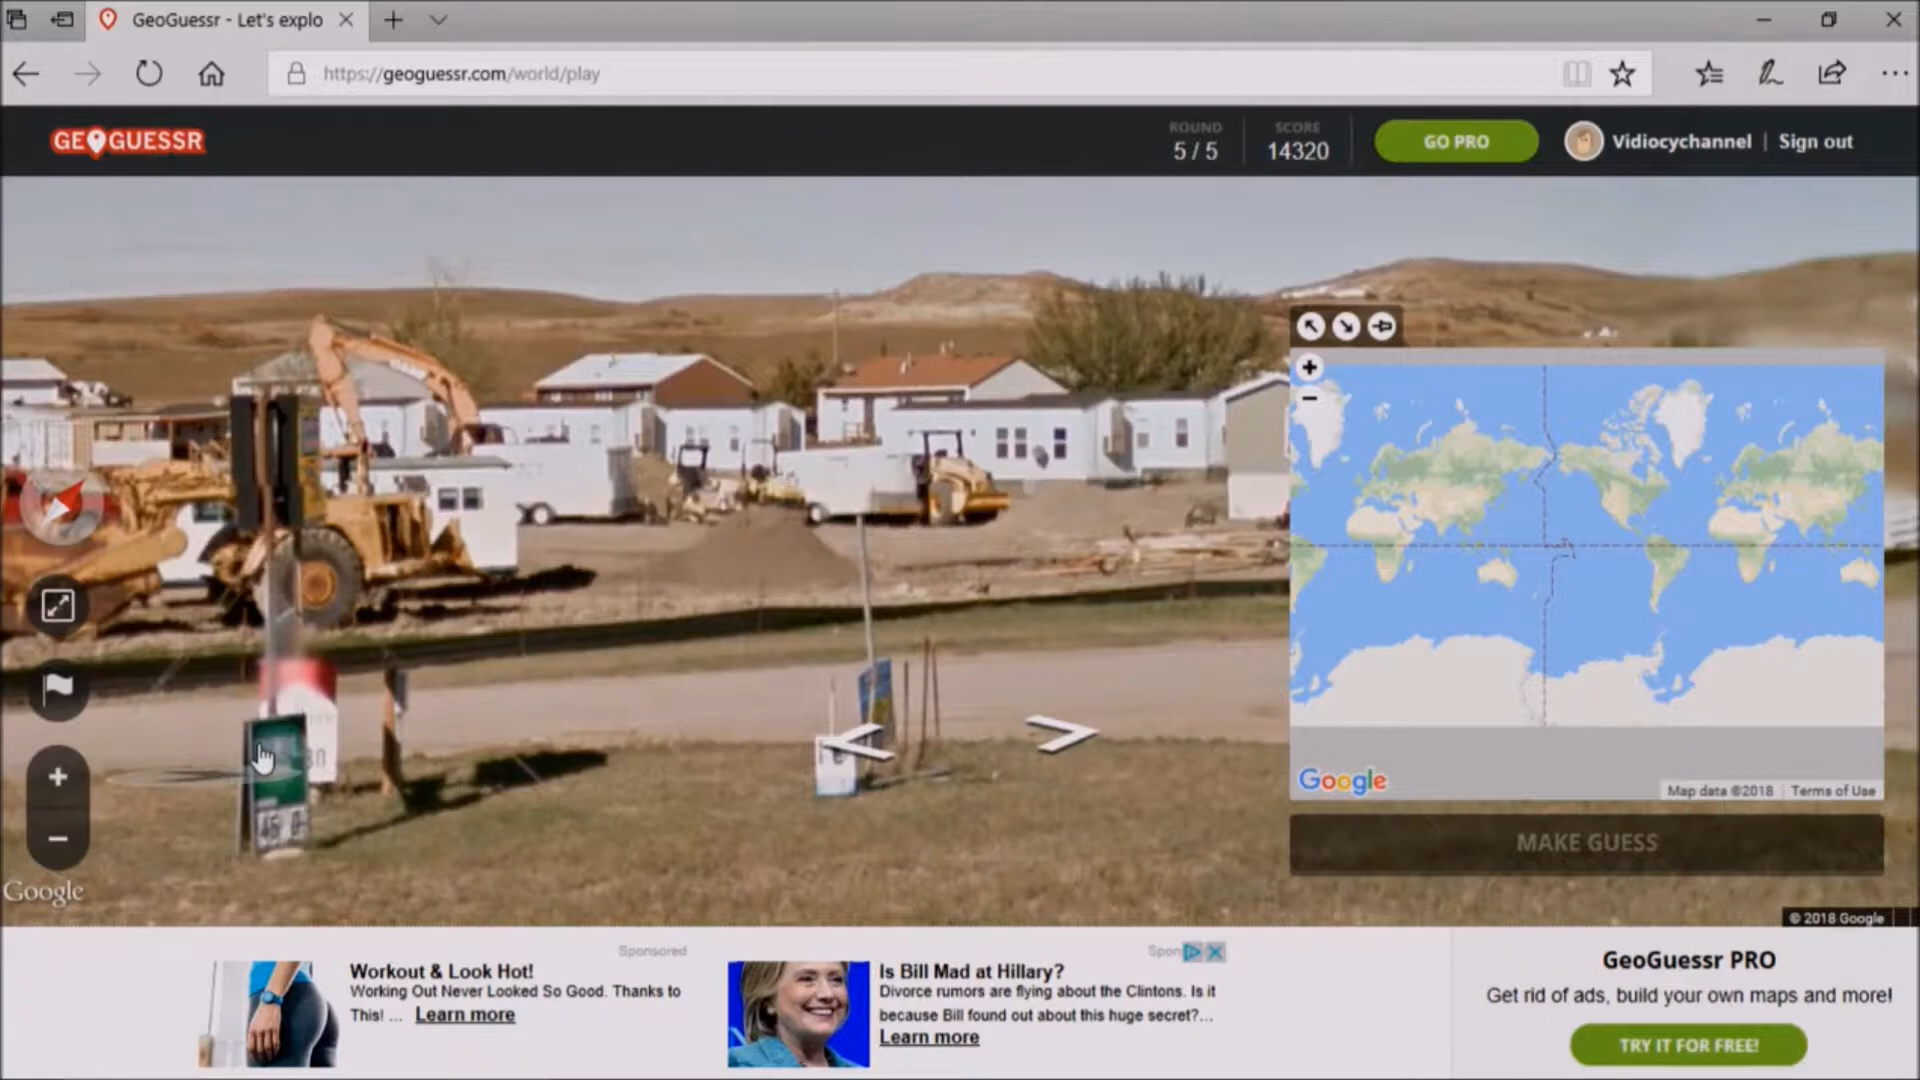 GeoGuessr - Let's explo
https://geoguessr.com/world/play
GEOGUESSR
ROUND
5 / 5
SCORE
14320
GO PRO
Vidiocychannel | Sign out
Google
Map data ©2018
Terms of Use
MAKE GUESS
Google
© 2018 Google
Sponsored
Workout & Look Hot!
Working Out Never Looked So Good. Thanks to
This! ... Learn more
Spon
Is Bill Mad at Hillary?
Divorce rumors are flying about the Clintons. Is it
because Bill found out about this huge secret?...
Learn more
GeoGuessr PRO
Get rid of ads, build your own maps and more!
TRY IT FOR FREE!